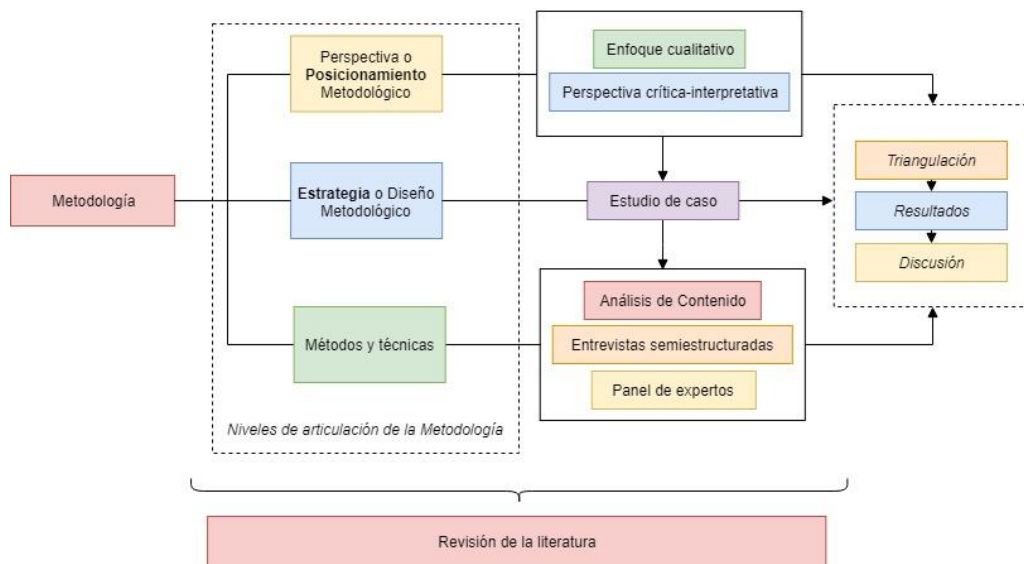 Metodología
Perspectiva o
Posicionamiento
Metodológico
Estrategia o Diseño
Metodológico
Métodos y técnicas
Niveles de articulación de la Metodología
Enfoque cualitativo
Perspectiva crítica-interpretativa
Estudio de caso
Análisis de Contenido
Entrevistas semiestructuradas
Panel de expertos
Triangulación
Resultados
Discusión
Revisión de la literatura